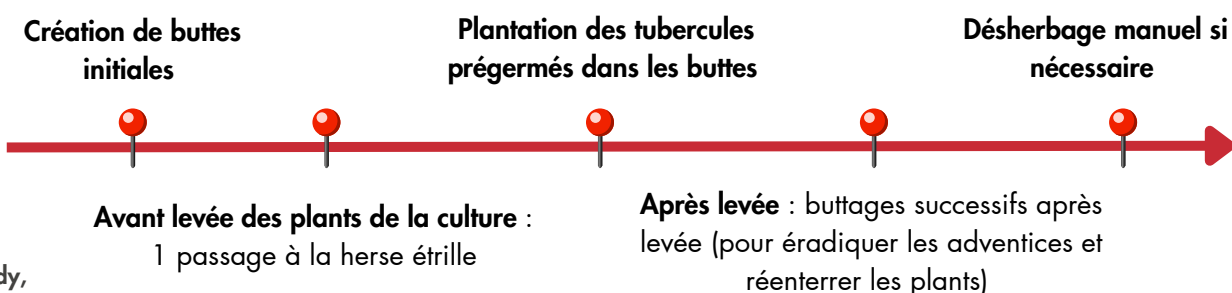 Création de buttes
initiales
Plantation des tubercules
prégermés dans les buttes
Désherbage manuel si
nécessaire
Avant levée des plants de la culture :
1 passage à la herse étrille
Après levée : buttages successifs après
levée (pour éradiquer les adventices et
réenterrer les plants)
dy,